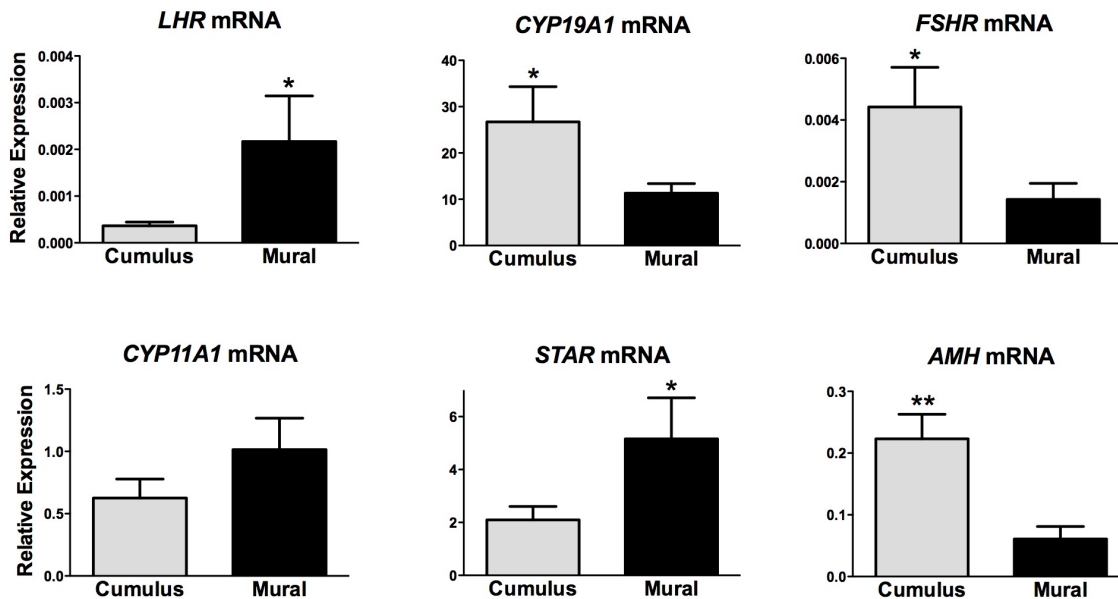 LHR mRNA
Relative Expression
0.004
0.003
0.002
0.001
0.000
*
Cumulus Mural
CYP19A1 mRNA
40
30
20
10
0
*
Cumulus Mural
FSHR mRNA
0.006
0.004
0.002
0.000
*
Cumulus Mural
CYP11A1 mRNA
Relative Expression
1.5
1.0
0.5
0.0
Cumulus Mural
STAR mRNA
6
4
2
0
*
Cumulus Mural
AMH mRNA
0.3
0.2
0.1
0.0
**
Cumulus Mural